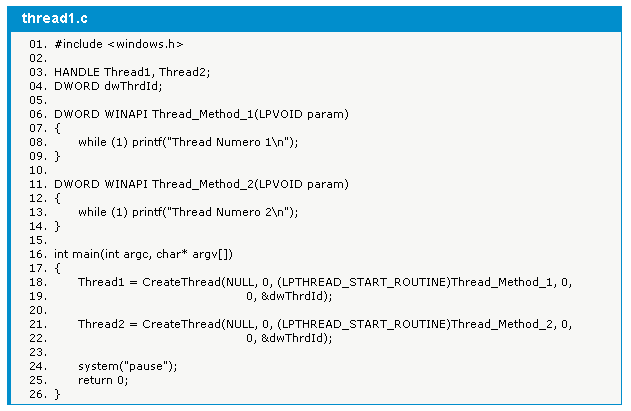 thread1.c
01. #include <windows.h>
02.
03. HANDLE Thread1, Thread2;
04. DWORD dwThrdId;
05.
06. DWORD WINAPI Thread_Method_1(LPVOID param)
07. {
08. while (1) printf("Thread Numero 1\n");
09. }
10.
11. DWORD WINAPI Thread_Method_2(LPVOID param)
12. {
13. while (1) printf("Thread Numero 2\n");
14. }
15.
16. int main(int argc, char* argv[])
17. {
18. Thread1 = CreateThread(NULL, 0, (LPTHREAD_START_ROUTINE)Thread_Method_1, 0,
19. 0, &dwThrdId);
20.
21. Thread2 = CreateThread(NULL, 0, (LPTHREAD_START_ROUTINE)Thread_Method_2, 0,
22. 0, &dwThrdId);
23.
24. system("pause");
25. return 0;
26. }